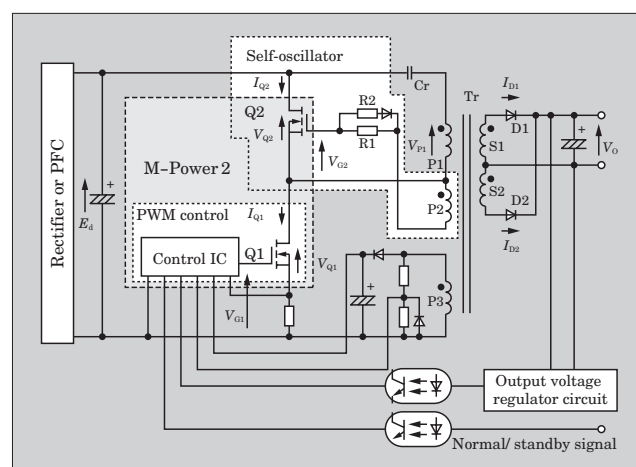 Self-oscillator
I_Q2
Cr
Tr
I_D1
R2
Q2
D1
Rectifier or PFC
V_Q2
R1
V_P1
P1
S1
+
V_O
V_G2
M-Power 2
+
E_d
S2
D2
P2
PWM control
I_Q1
I_D2
Control IC
Q1
V_Q1
+
P3
V_G1
Output voltage
regulator circuit
Normal/ standby signal